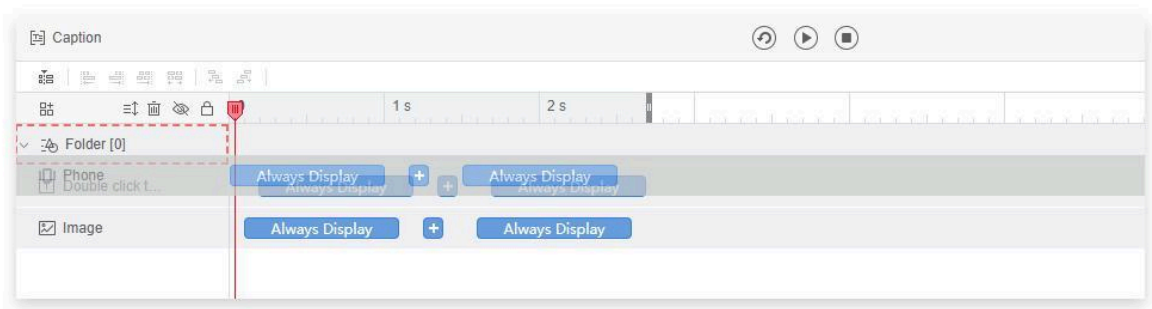 Caption
0 1 s 2 s
Folder [0]
Phone Always Display + Always Display
Double click t... Always Display + Always Display
Image Always Display + Always Display